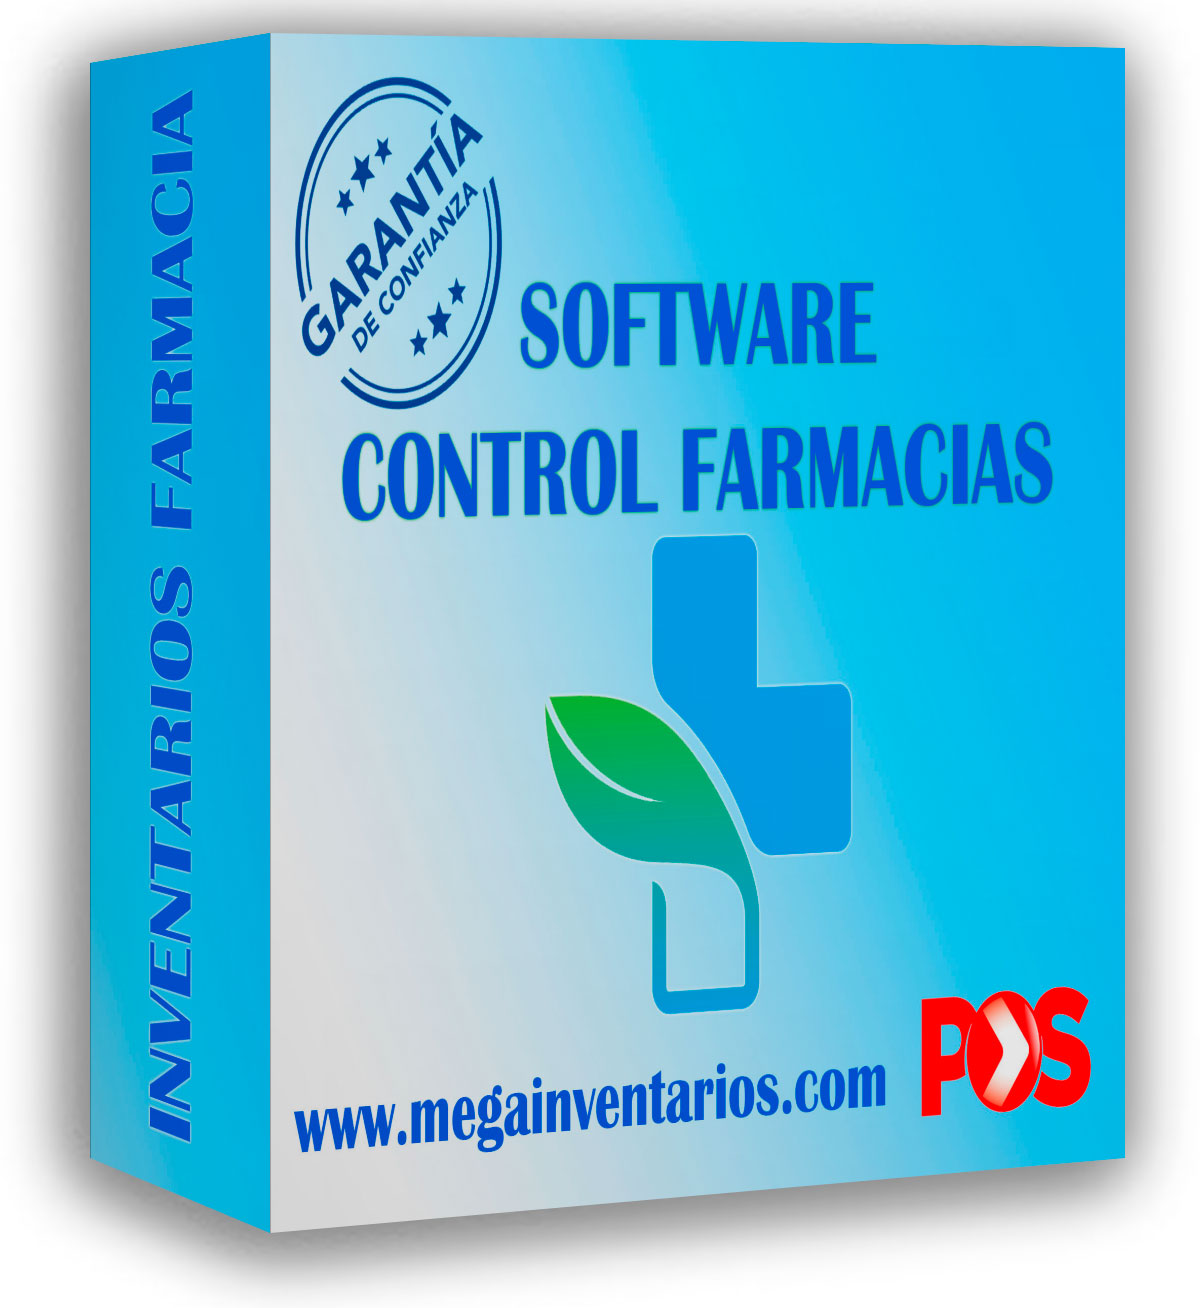 INVENTARIOS FARMACIA
GARANTÍA
DE CONFIANZA
SOFTWARE
CONTROL FARMACIAS
www.megainventarios.com
POS